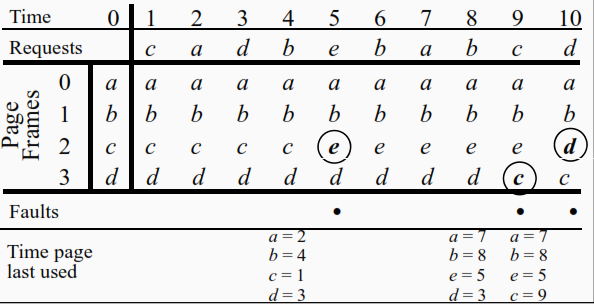 Time 0 1 2 3 4 5 6 7 8 9 10
Requests c a d b e b a b c d
Page Frames
0 a a a a a a a a a a a
1 b b b b b b b b b b b
2 c c c c c e e e e e d
3 d d d d d d d d d c c
Faults • • •
Time page last used
a = 2 a = 7 a = 7
b = 4 b = 8 b = 8
c = 1 e = 5 e = 5
d = 3 d = 3 c = 9